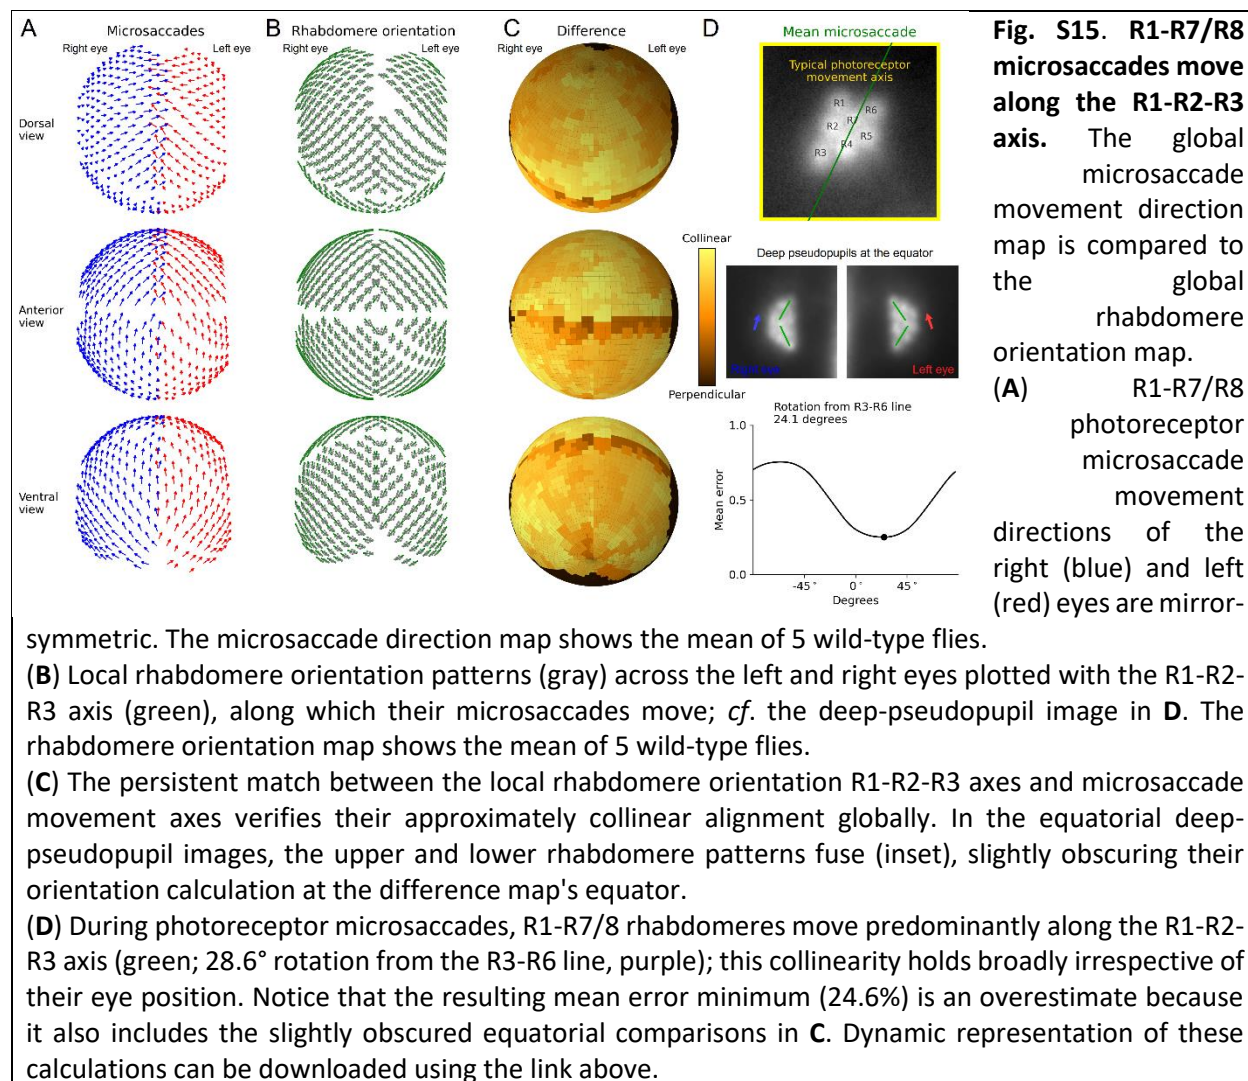 A
Microsaccades
Right eye
Left eye
B
Rhabdomere orientation
Right eye
Left eye
C
Difference
Right eye
Left eye
D
Mean microsaccade
Typical photoreceptor
movement axis
R1
R6
R7
R2
R5
R4
R3
Dorsal
view
Anterior
view
Ventral
view
Collinear
Perpendicular
Deep pseudopupils at the equator
Right eye
Left eye
Rotation from R3-R6 line
24.1 degrees
1.0
0.5
0.0
Mean error
-45°
0°
45°
Degrees
Fig. S15. R1-R7/R8
microsaccades move
along the R1-R2-R3
axis. The global
microsaccade
movement direction
map is compared to
the global
rhabdomere
orientation map.
(A) R1-R7/R8
photoreceptor
microsaccade
movement
directions of the
right (blue) and left
(red) eyes are mirror-
symmetric. The microsaccade direction map shows the mean of 5 wild-type flies.
(B) Local rhabdomere orientation patterns (gray) across the left and right eyes plotted with the R1-R2-
R3 axis (green), along which their microsaccades move; cf. the deep-pseudopupil image in D. The
rhabdomere orientation map shows the mean of 5 wild-type flies.
(C) The persistent match between the local rhabdomere orientation R1-R2-R3 axes and microsaccade
movement axes verifies their approximately collinear alignment globally. In the equatorial deep-
pseudopupil images, the upper and lower rhabdomere patterns fuse (inset), slightly obscuring their
orientation calculation at the difference map's equator.
(D) During photoreceptor microsaccades, R1-R7/8 rhabdomeres move predominantly along the R1-R2-
R3 axis (green; 28.6° rotation from the R3-R6 line, purple); this collinearity holds broadly irrespective of
their eye position. Notice that the resulting mean error minimum (24.6%) is an overestimate because
it also includes the slightly obscured equatorial comparisons in C. Dynamic representation of these
calculations can be downloaded using the link above.